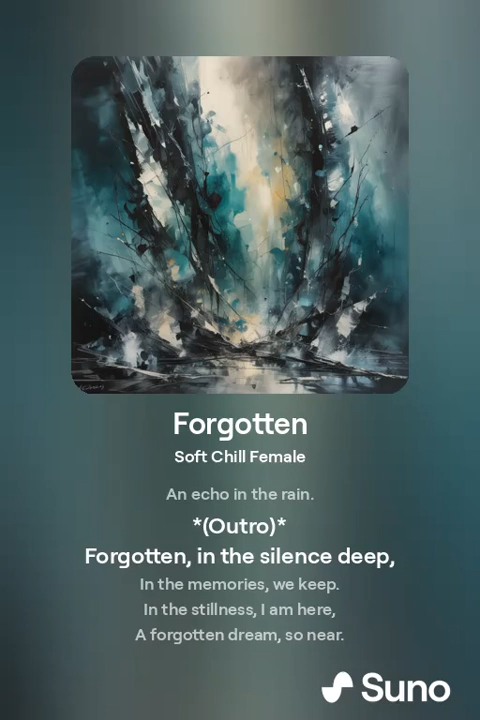 Forgotten
Soft Chill Female
An echo in the rain.
*(Outro)*
Forgotten, in the silence deep,
In the memories, we keep.
In the stillness, I am here,
A forgotten dream, so near.
Suno